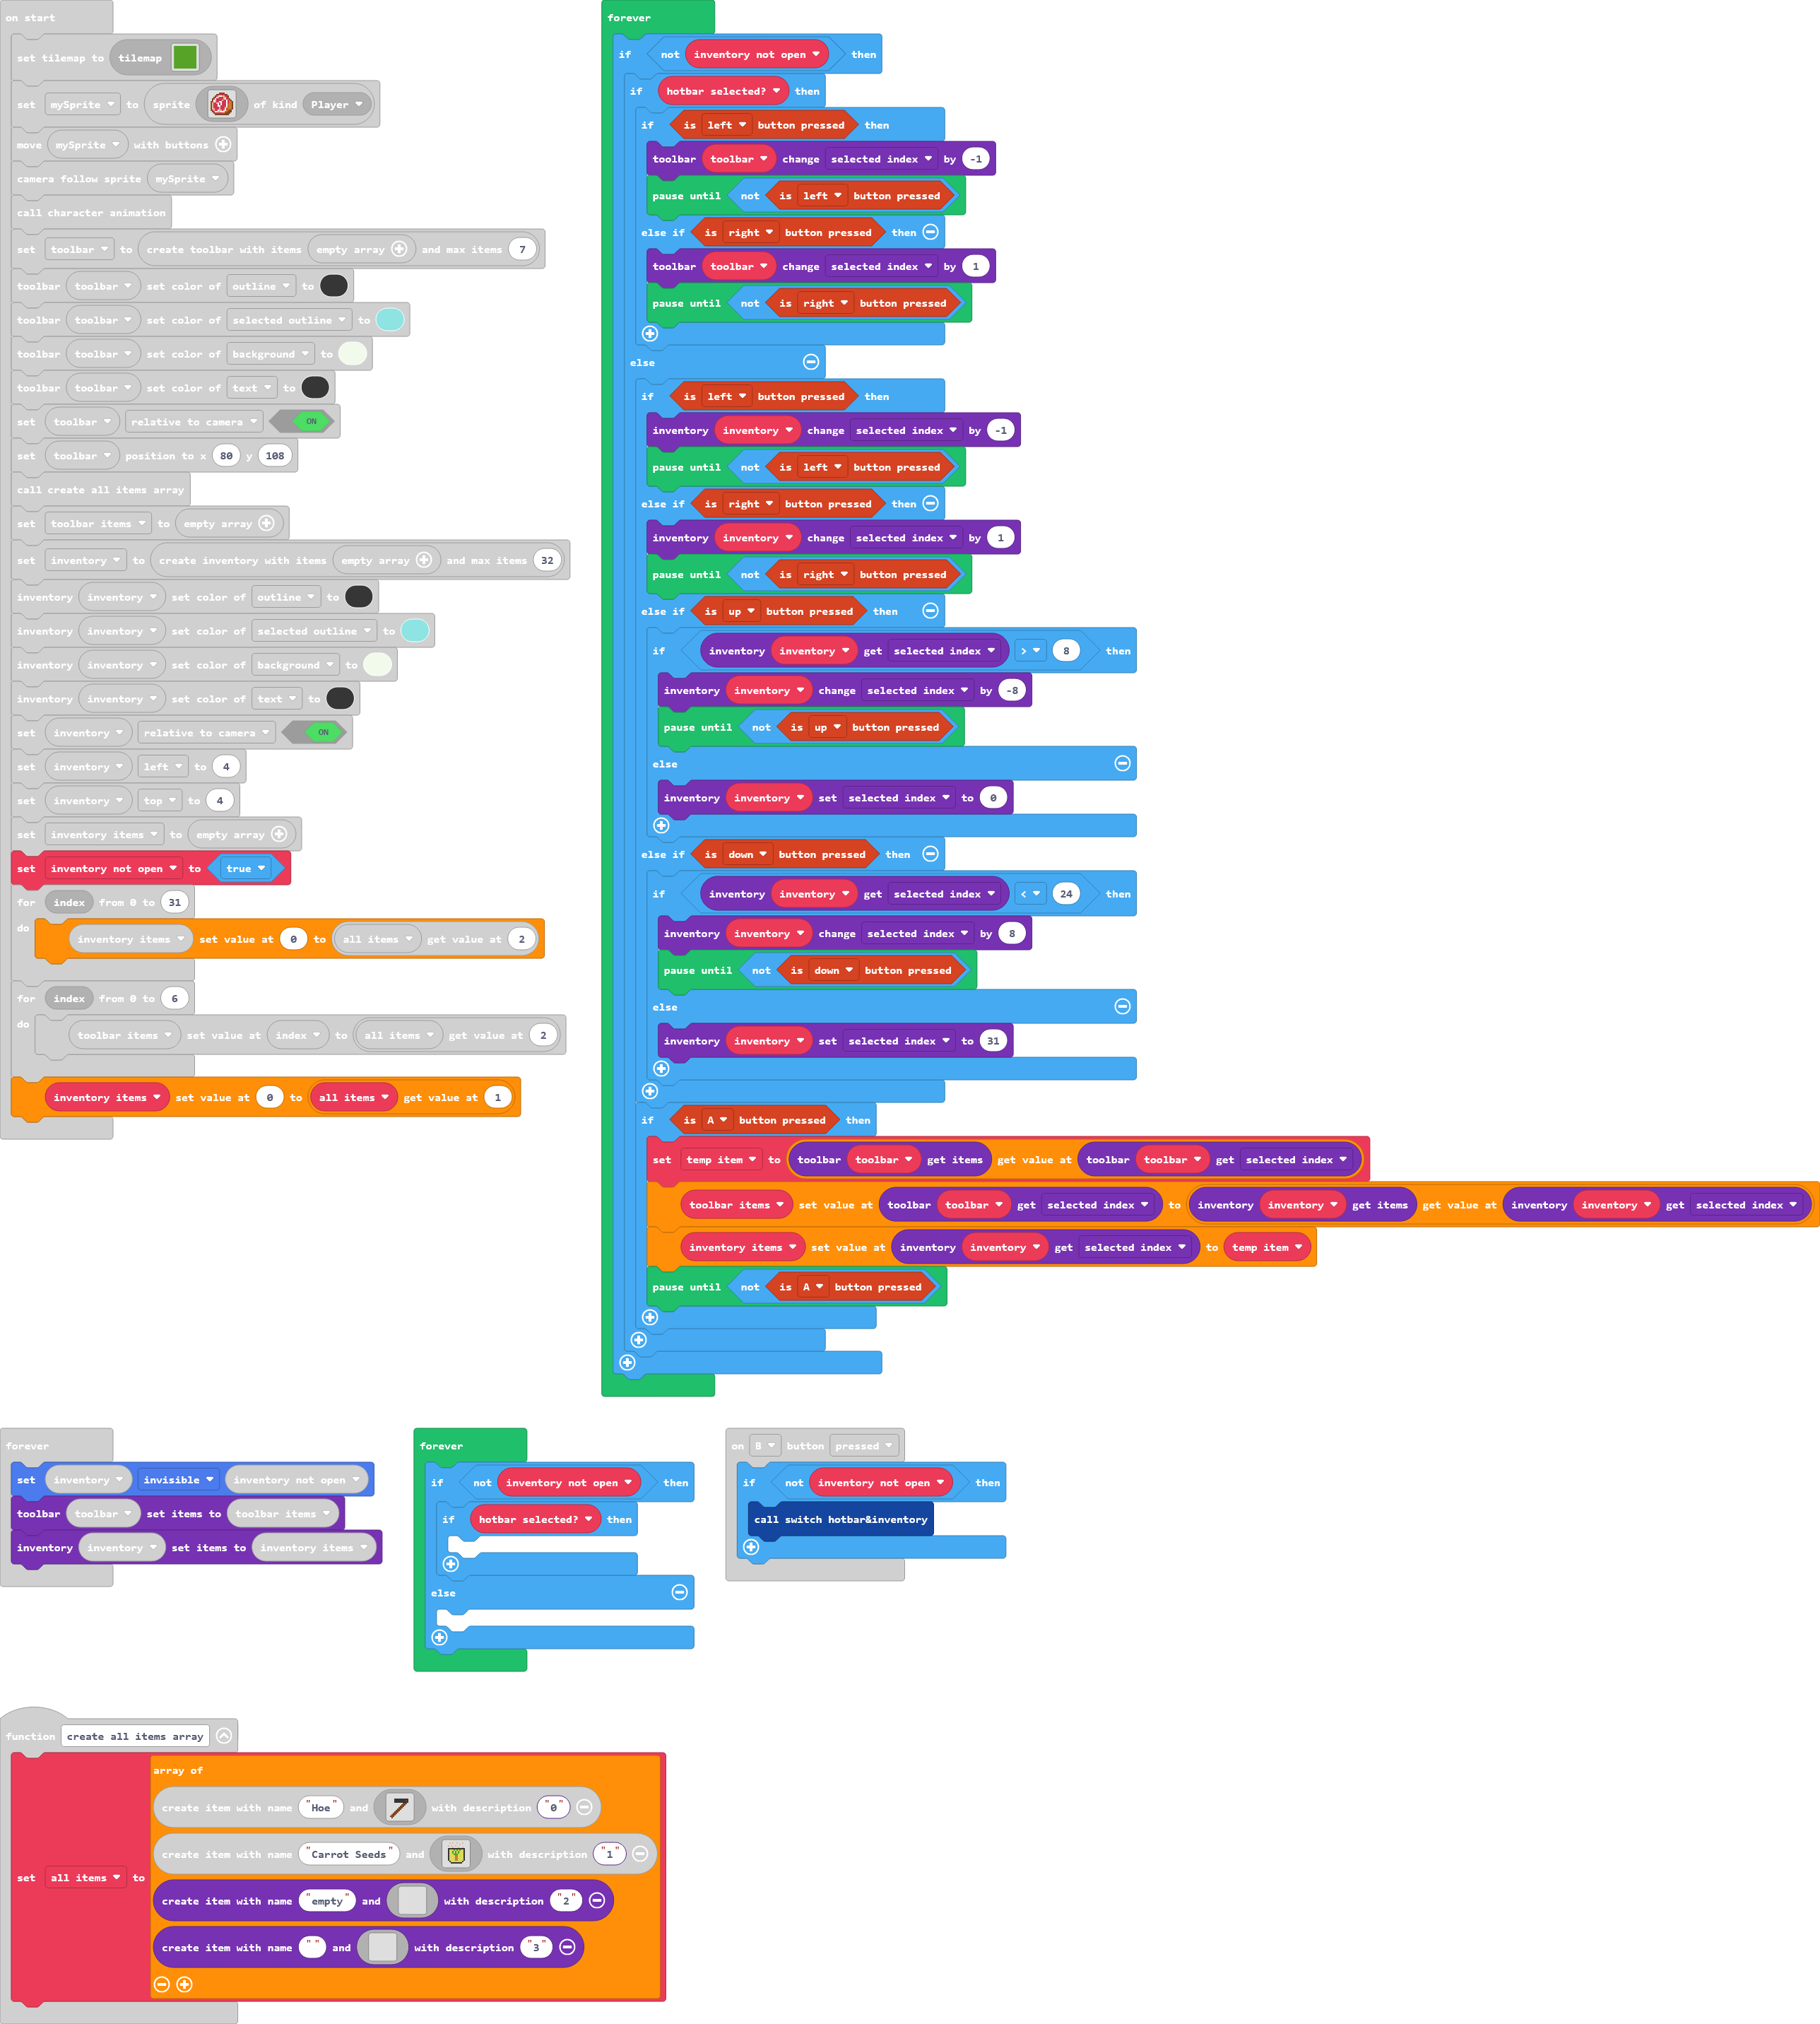 on start
set tilemap to tilemap
set mySprite to sprite of kind Player
move mySprite with buttons
camera follow sprite mySprite
call character animation
set toolbar to create toolbar with items empty array and max items 7
toolbar toolbar set color of outline to
toolbar toolbar set color of selected outline to
toolbar toolbar set color of background to
toolbar toolbar set color of text to
set toolbar relative to camera ON
set toolbar position to x 80 y 108
call create all items array
set toolbar items to empty array
set inventory to create inventory with items empty array and max items 32
inventory inventory set color of outline to
inventory inventory set color of selected outline to
inventory inventory set color of background to
inventory inventory set color of text to
set inventory relative to camera ON
set inventory left to 4
set inventory top to 4
set inventory items to empty array
set inventory not open to true
for index from 0 to 31
do
inventory items set value at 0 to all items get value at 2
for index from 0 to 6
do
toolbar items set value at index to all items get value at 2
inventory items set value at 0 to all items get value at 1
forever
if not inventory not open then
if hotbar selected? then
if is left button pressed then
toolbar toolbar change selected index by -1
pause until not is left button pressed
else if is right button pressed then
toolbar toolbar change selected index by 1
pause until not is right button pressed
else
if is left button pressed then
inventory inventory change selected index by -1
pause until not is left button pressed
else if is right button pressed then
inventory inventory change selected index by 1
pause until not is right button pressed
else if is up button pressed then
if inventory inventory get selected index > 8 then
inventory inventory change selected index by -8
pause until not is up button pressed
else
inventory inventory set selected index to 0
else if is down button pressed then
if inventory inventory get selected index < 24 then
inventory inventory change selected index by 8
pause until not is down button pressed
else
inventory inventory set selected index to 31
if is A button pressed then
set temp item to toolbar toolbar get items get value at toolbar toolbar get selected index
toolbar items set value at toolbar toolbar get selected index to inventory inventory get items get value at inventory inventory get selected index
inventory items set value at inventory inventory get selected index to temp item
pause until not is A button pressed
forever
set inventory invisible inventory not open
toolbar toolbar set items to toolbar items
inventory inventory set items to inventory items
forever
if not inventory not open then
if hotbar selected? then
else
on B button pressed
if not inventory not open then
call switch hotbar&inventory
function create all items array
set all items to
array of
create item with name "Hoe" and with description "0"
create item with name "Carrot Seeds" and with description "1"
create item with name "empty" and with description "2"
create item with name " " and with description "3"